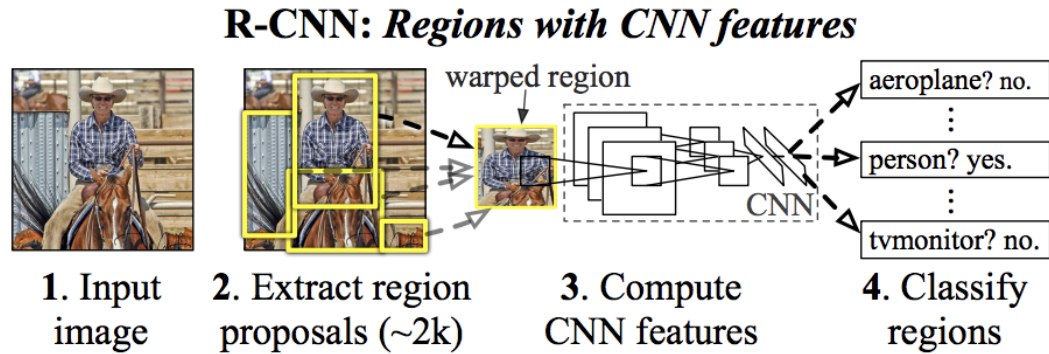 R-CNN: Regions with CNN features
warped region
aeroplane? no.
person? yes.
tvmonitor? no.
CNN
1. Input
image
2. Extract region
proposals (~2k)
3. Compute
CNN features
4. Classify
regions